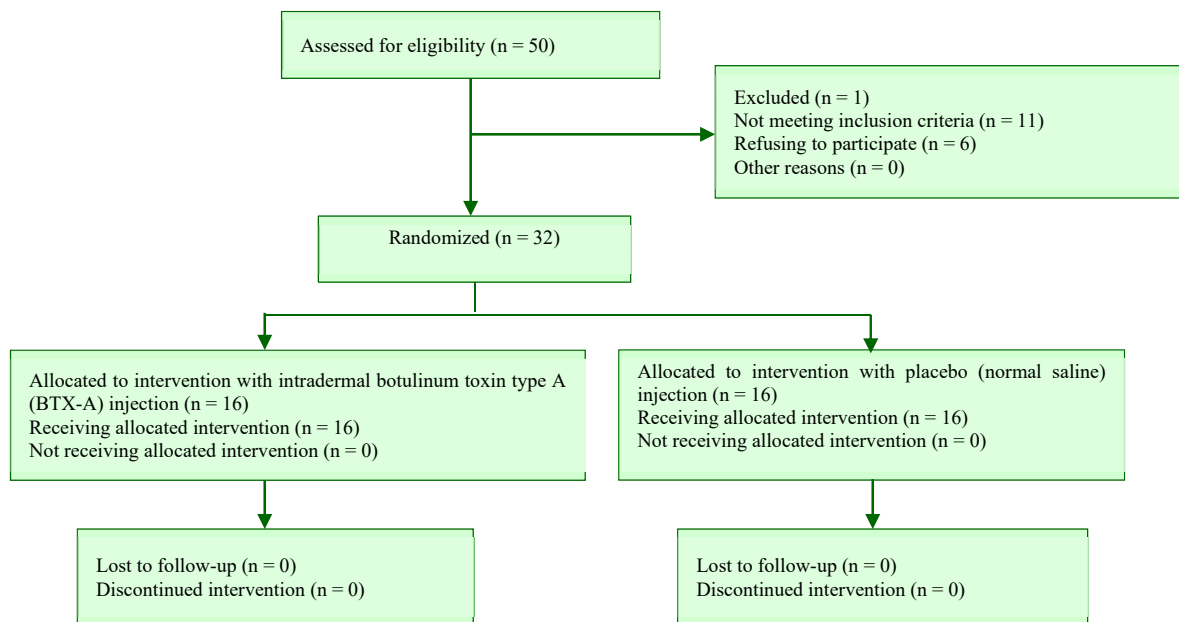 Assessed for eligibility (n = 50)
Excluded (n = 1)
Not meeting inclusion criteria (n = 11)
Refusing to participate (n = 6)
Other reasons (n = 0)
Randomized (n = 32)
Allocated to intervention with intradermal botulinum toxin type A
(BTX-A) injection (n = 16)
Receiving allocated intervention (n = 16)
Not receiving allocated intervention (n = 0)
Allocated to intervention with placebo (normal saline)
injection (n = 16)
Receiving allocated intervention (n = 16)
Not receiving allocated intervention (n = 0)
Lost to follow-up (n = 0)
Discontinued intervention (n = 0)
Lost to follow-up (n = 0)
Discontinued intervention (n = 0)